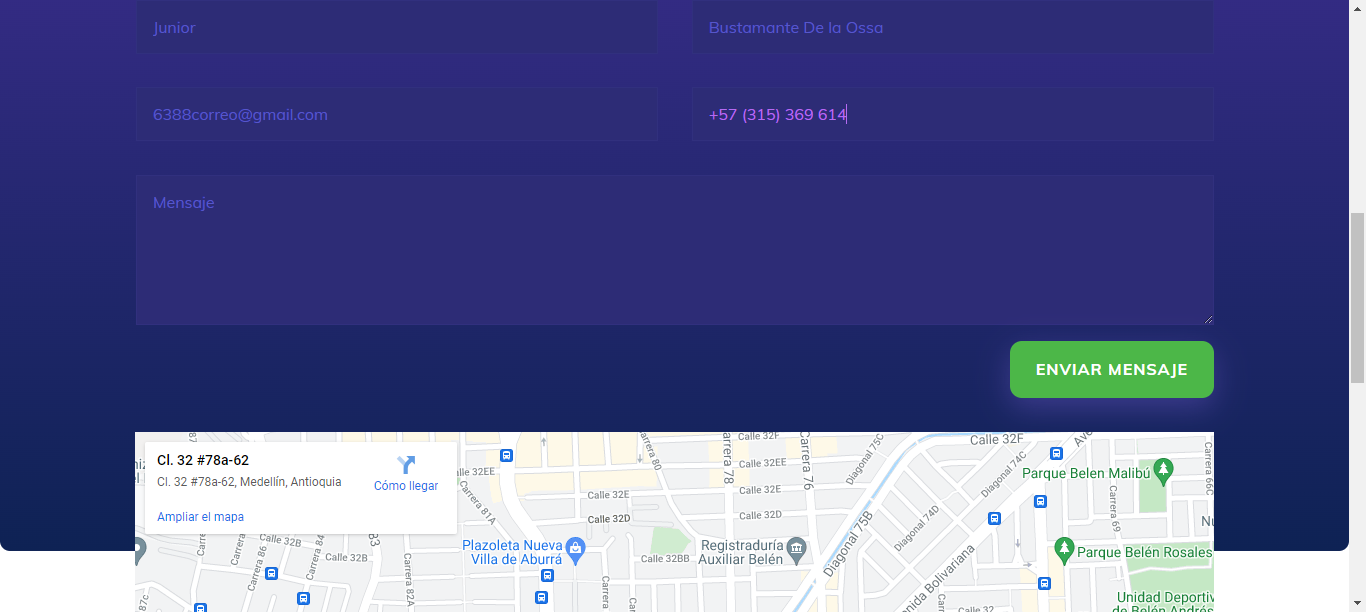 Junior
Bustamante De la Ossa
6388correo@gmail.com
+57 (315) 369 614
Mensaje
ENVIAR MENSAJE
Cl. 32 #78a-62
Cl. 32 #78a-62, Medellín, Antioquia
Cómo llegar
Ampliar el mapa
Calle 32F
Calle 32F
Carrera 80
Carrera 78
Carrera 76
Diagonal 75C
Diagonal 74C
Calle 32EE
Calle 32EE
Parque Belen Malibú
Carrera 66C
Carrera 81A
Calle 32E
Calle 32E
Calle 32D
Calle 32D
Carrera 69
Diagonal 75B
Diagonal 74D
Plazoleta Nueva
Villa de Aburrá
Registraduría
Auxiliar Belén
Parque Belén Rosales
Calle 32B
Calle 32B
Calle 32BB
Carrera 86
Carrera 84
Carrera 82A
Unidad Deportiv
de Belén Andrés
Calle 32